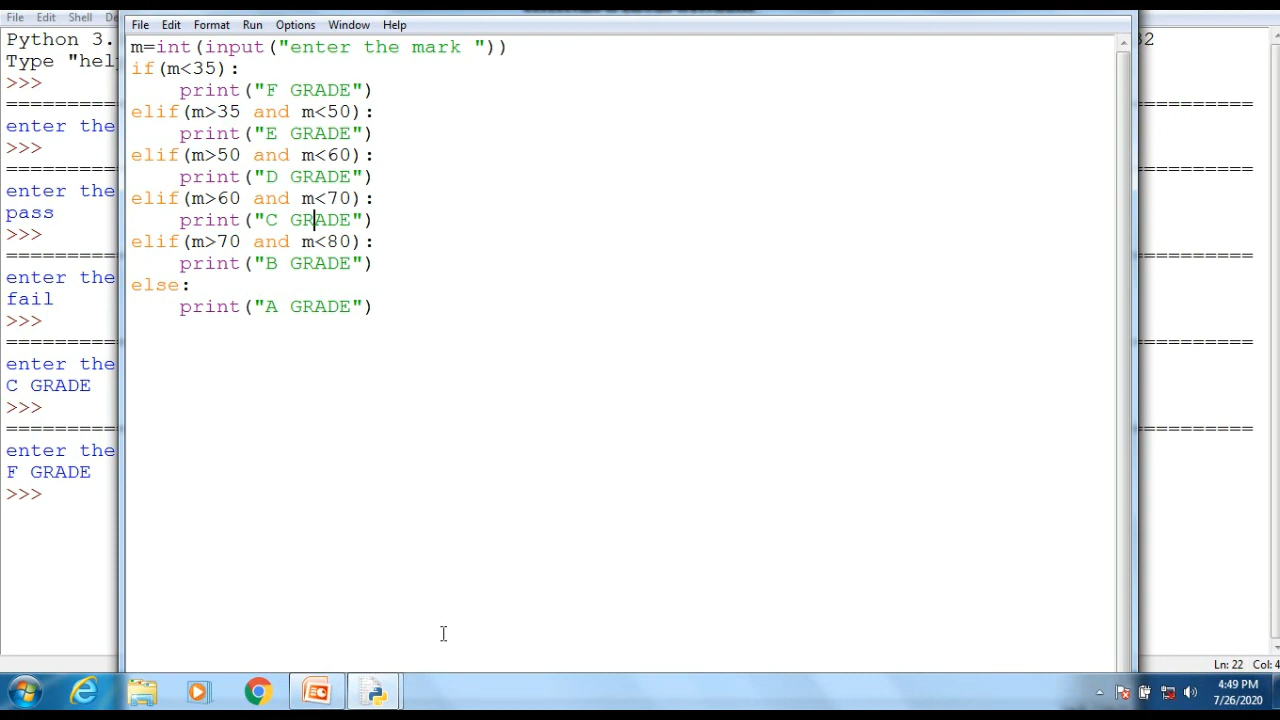 File Edit Shell
File Edit Format Run Options Window Help
Python 3.
Type "hel
>>>
enter the
>>>
enter the
pass
>>>
enter the
fail
>>>
enter the
C GRADE
>>>
enter the
F GRADE
>>>
m=int(input("enter the mark "))
if(m<35):
    print("F GRADE")
elif(m>35 and m<50):
    print("E GRADE")
elif(m>50 and m<60):
    print("D GRADE")
elif(m>60 and m<70):
    print("C GRADE")
elif(m>70 and m<80):
    print("B GRADE")
else:
    print("A GRADE")
Ln: 22 Col: 4
4:49 PM
7/26/2020